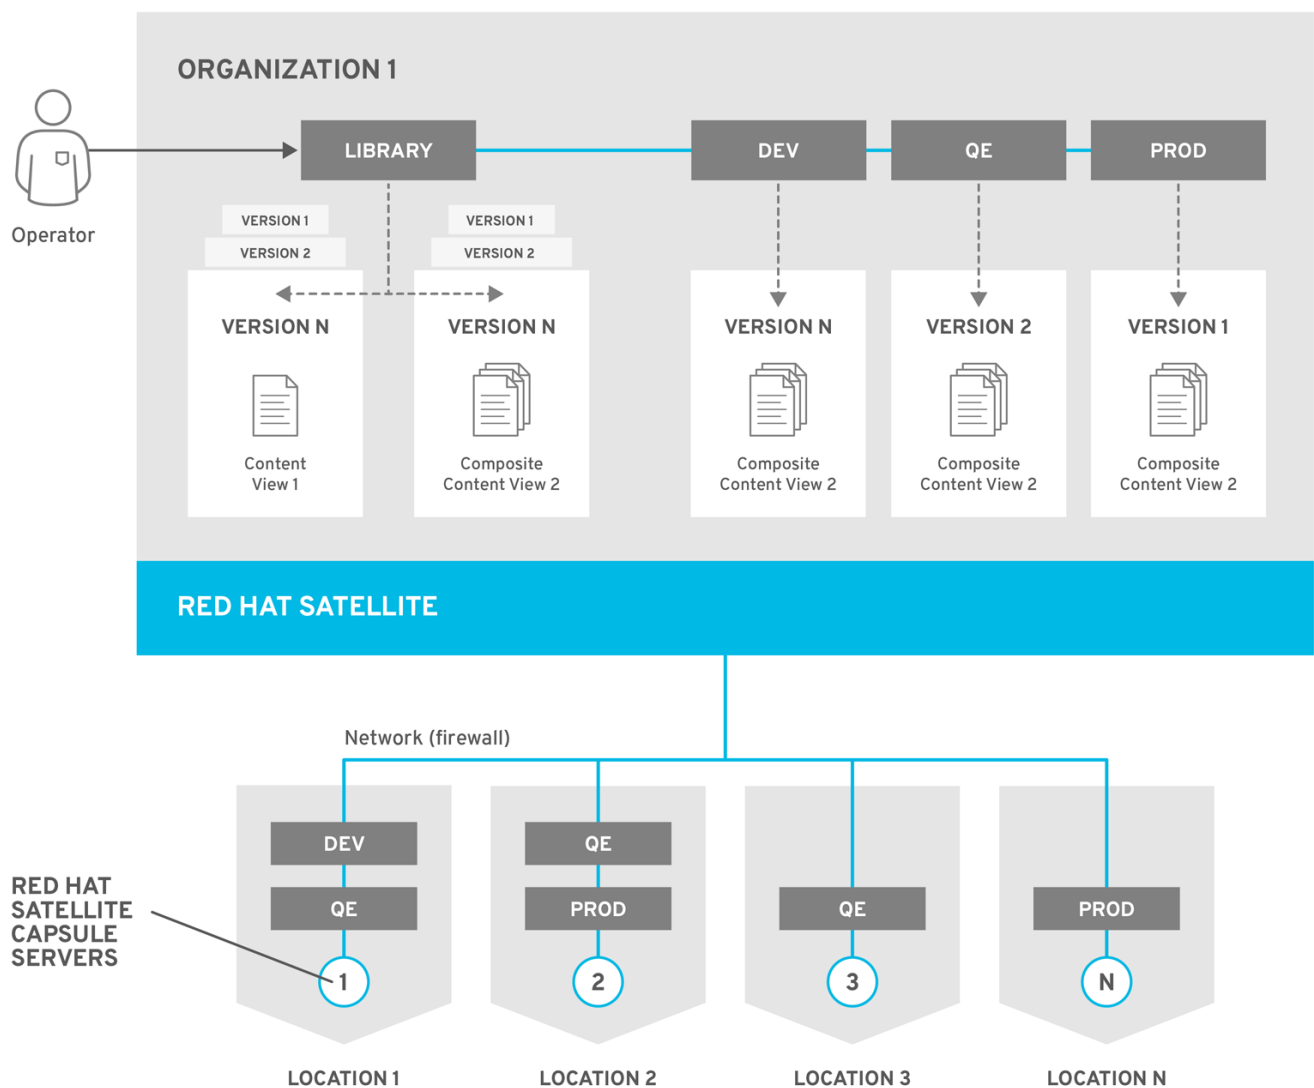 ORGANIZATION 1
LIBRARY
DEV
QE
PROD
Operator
VERSION 1
VERSION 2
VERSION N
Content
View 1
VERSION 1
VERSION 2
VERSION N
Composite
Content View 2
VERSION N
Composite
Content View 2
VERSION 2
Composite
Content View 2
VERSION 1
Composite
Content View 2
RED HAT SATELLITE
Network (firewall)
RED HAT
SATELLITE
CAPSULE
SERVERS
DEV
QE
1
LOCATION 1
QE
PROD
2
LOCATION 2
QE
3
LOCATION 3
PROD
N
LOCATION N